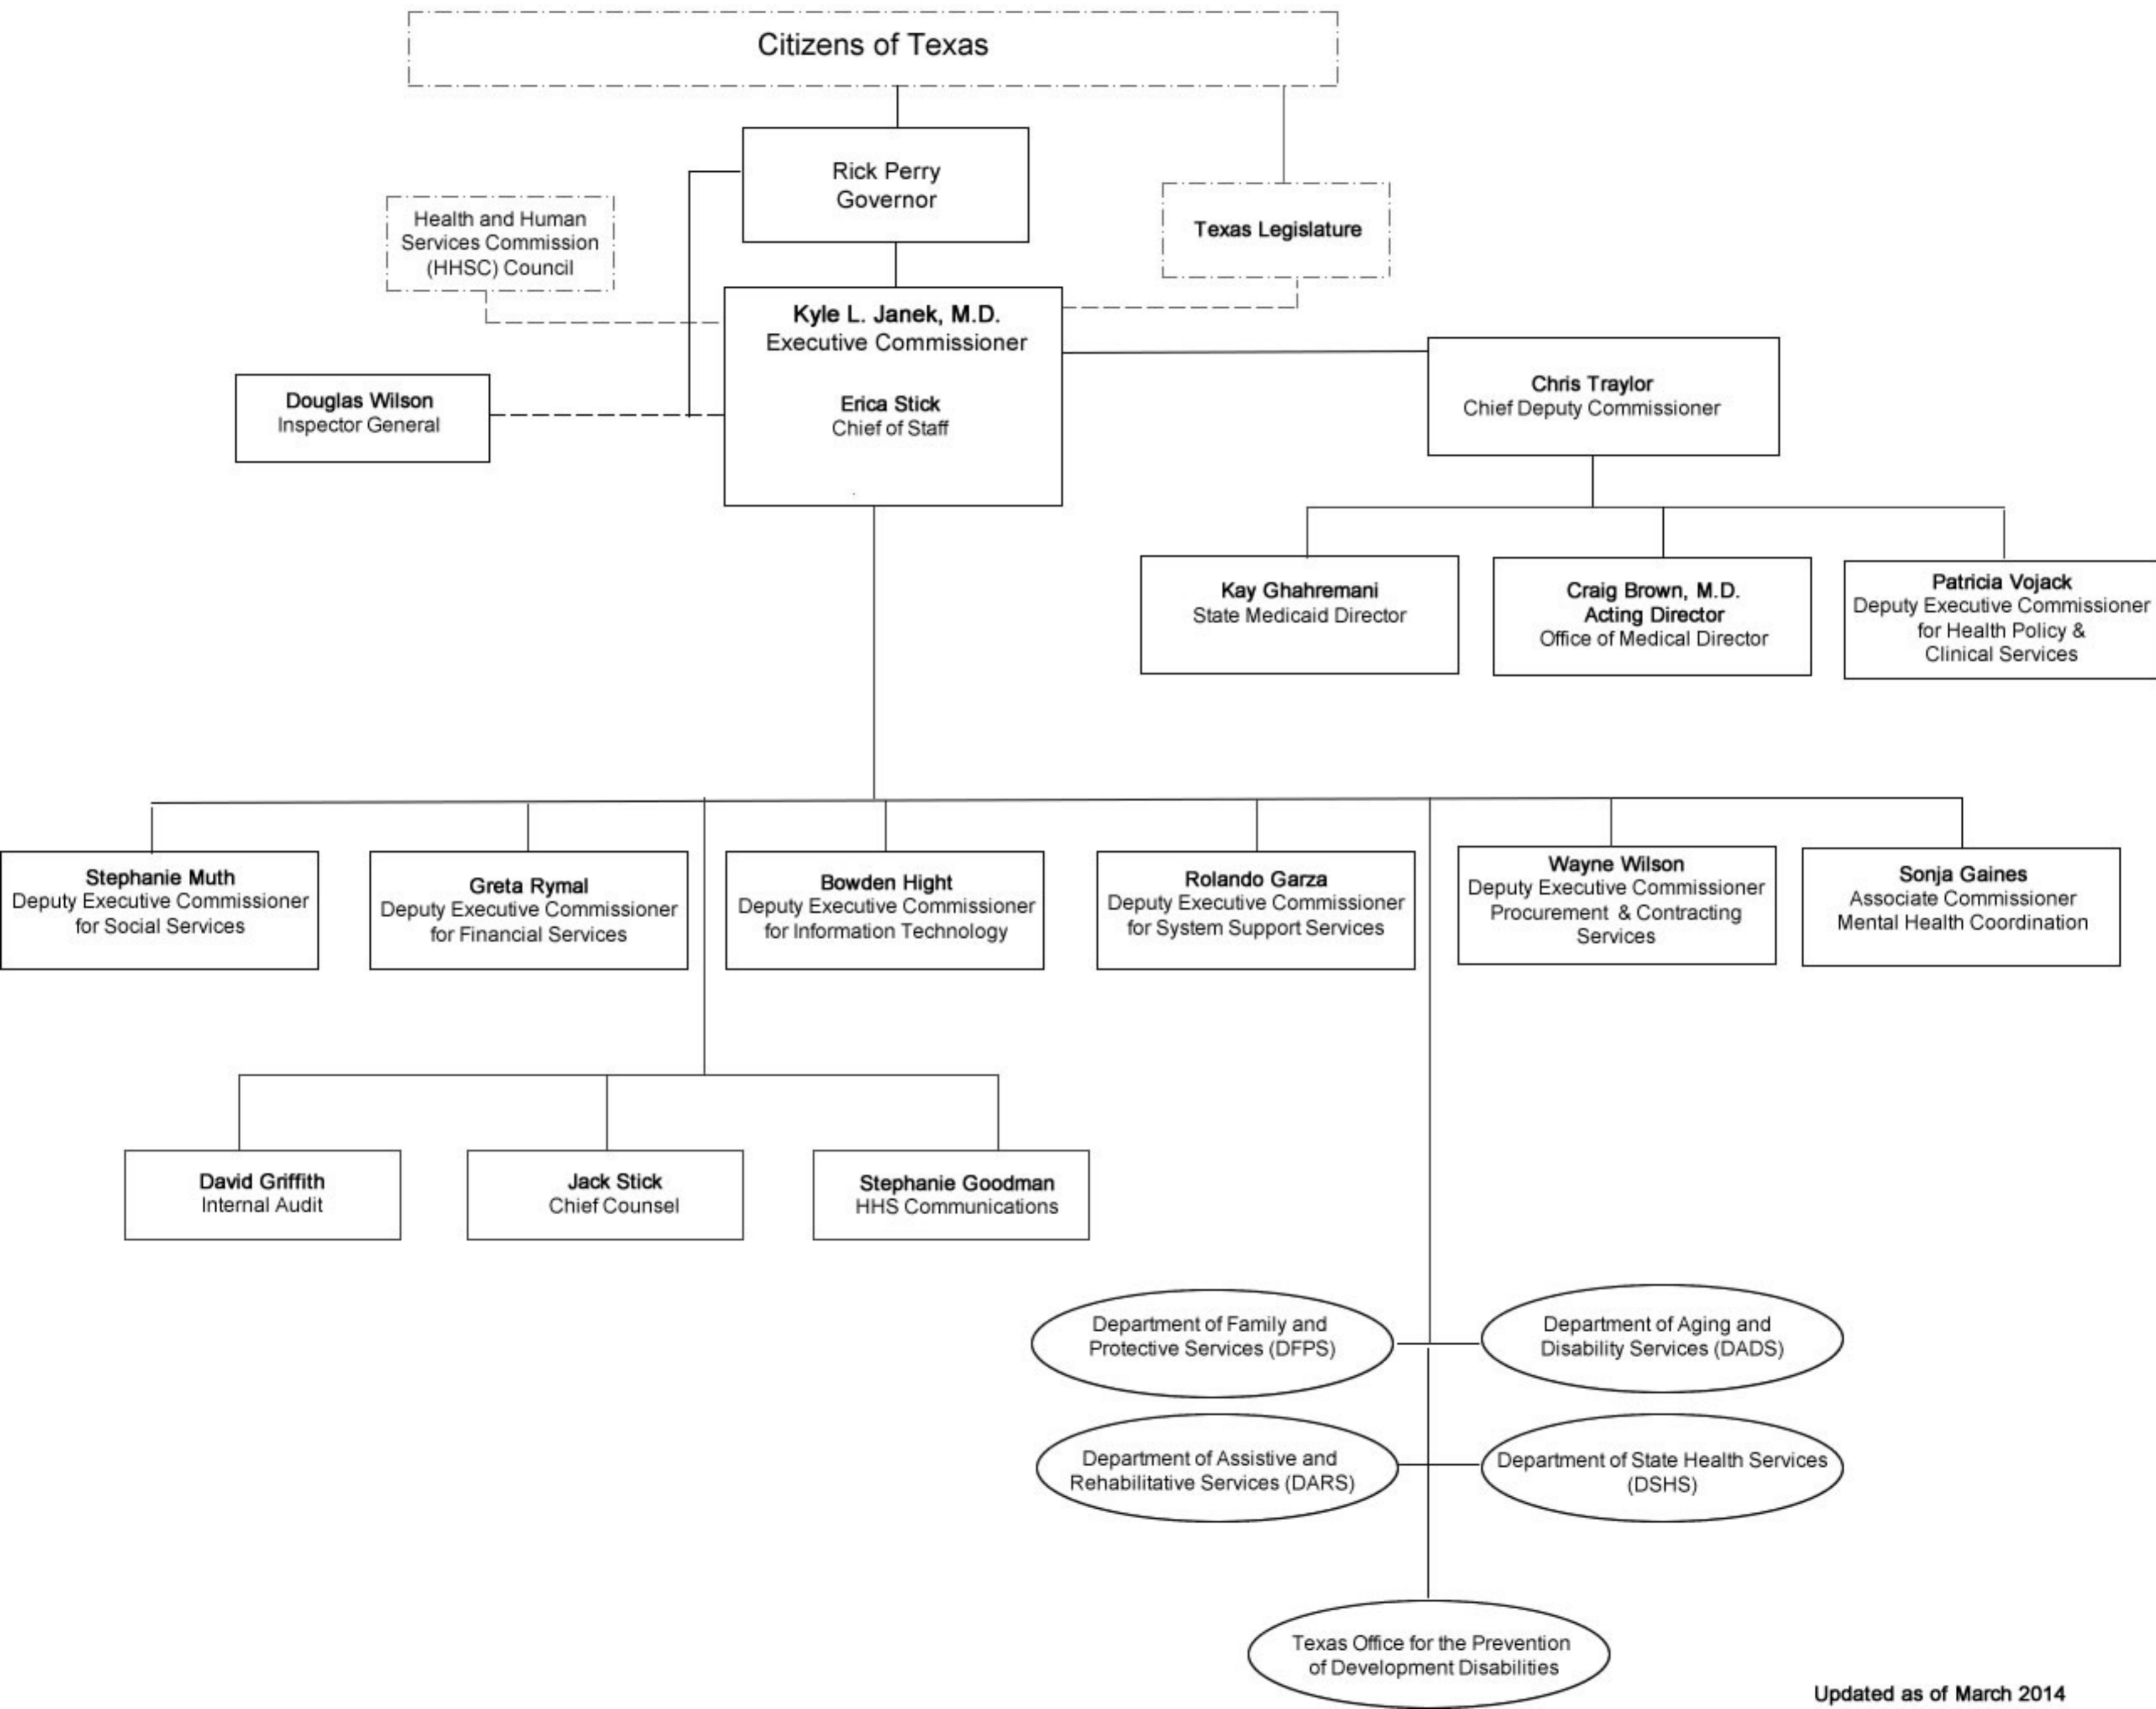 Citizens of Texas
Rick Perry
Governor
Health and Human
Services Commission
(HHSC) Council
Texas Legislature
Kyle L. Janek, M.D.
Executive Commissioner
Erica Stick
Chief of Staff
Douglas Wilson
Inspector General
Chris Traylor
Chief Deputy Commissioner
Kay Ghahremani
State Medicaid Director
Craig Brown, M.D.
Acting Director
Office of Medical Director
Patricia Vojack
Deputy Executive Commissioner
for Health Policy &
Clinical Services
Stephanie Muth
Deputy Executive Commissioner
for Social Services
Greta Rymal
Deputy Executive Commissioner
for Financial Services
Bowden Hight
Deputy Executive Commissioner
for Information Technology
Rolando Garza
Deputy Executive Commissioner
for System Support Services
Wayne Wilson
Deputy Executive Commissioner
Procurement & Contracting
Services
Sonja Gaines
Associate Commissioner
Mental Health Coordination
David Griffith
Internal Audit
Jack Stick
Chief Counsel
Stephanie Goodman
HHS Communications
Department of Family and
Protective Services (DFPS)
Department of Aging and
Disability Services (DADS)
Department of Assistive and
Rehabilitative Services (DARS)
Department of State Health Services
(DSHS)
Texas Office for the Prevention
of Development Disabilities
Updated as of March 2014